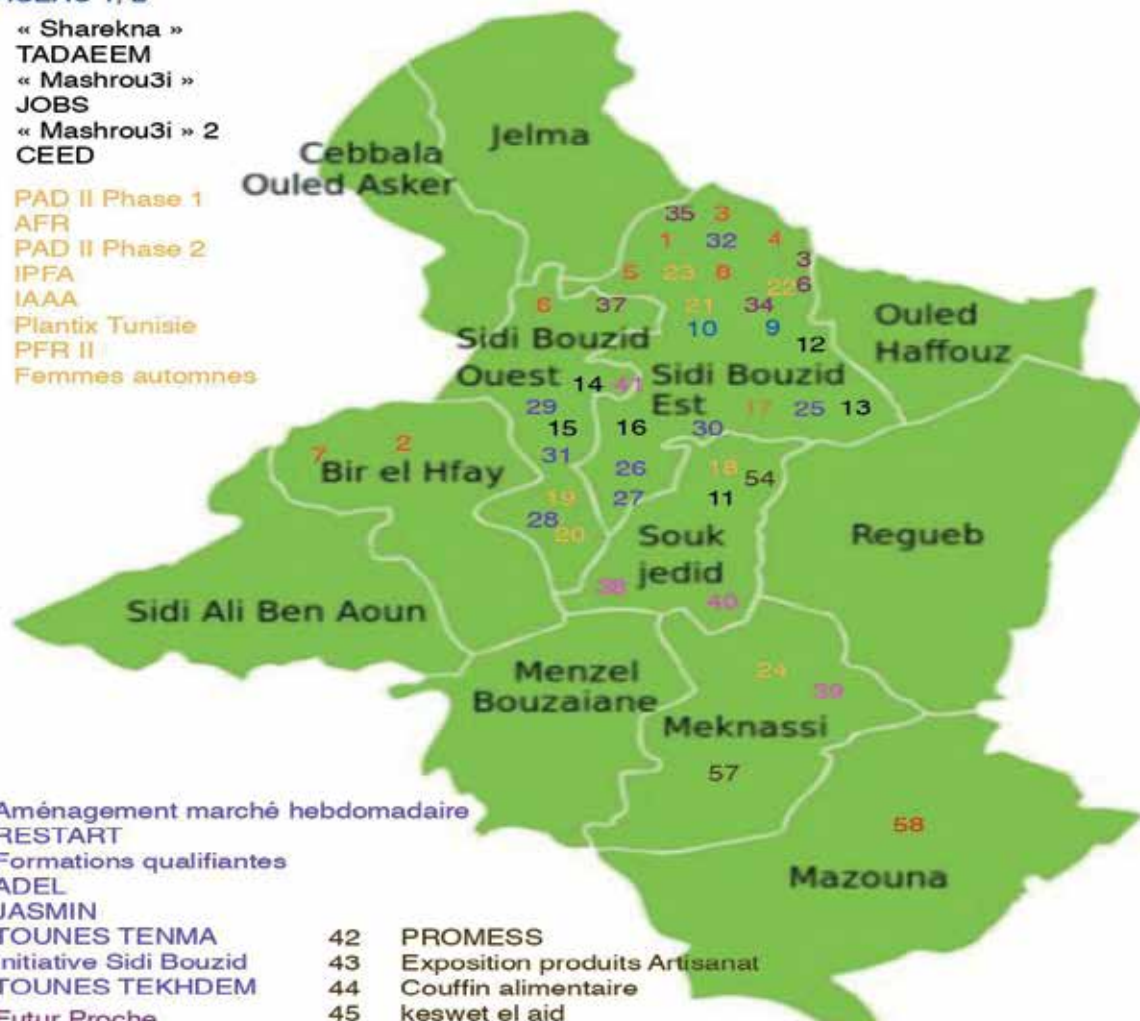 « Sharekna »
TADAEEM
« Mashrou3i »
JOBS
« Mashrou3i » 2
CEED
PAD II Phase 1
AFR
PAD II Phase 2
IPFA
IAAA
Plantix Tunisie
PFR II
Femmes automnes
Jelma
Cebbala
Ouled Asker
35 3
1 32 4
3
5 23 8 22 6
6 37 21 34
10 9
Ouled
Haffouz
12
Sidi Bouzid
Ouest
14 41
Sidi Bouzid
Est
29 17 25 13
15 16 30
7 2
Bir el Hfay
31 26 18 54
19 27 11
28 20
Souk
jedid
Regueb
38 40
Sidi Ali Ben Aoun
Menzel
Bouzaiane
24 39
Meknassi
57
58
Mazouna
Aménagement marché hebdomadaire
RESTART
Formations qualifiantes
ADEL
JASMIN
TOUNES TENMA
Initiative Sidi Bouzid
TOUNES TEKHDEM
Futur Proche
42 PROMESS
43 Exposition produits Artisanat
44 Couffin alimentaire
45 keswet el aid